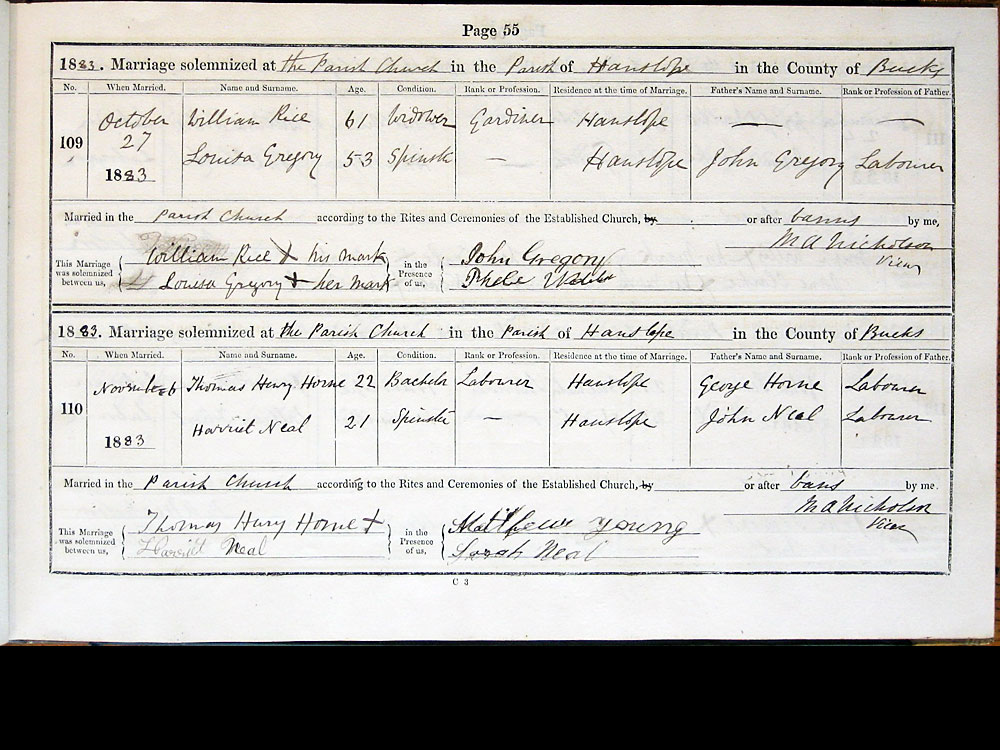 Page 55
1883. Marriage solemnized at the Parish Church in the Parish of Hanslope in the County of Bucks
No. When Married. Name and Surname. Age. Condition. Rank or Profession. Residence at the time of Marriage. Father's Name and Surname. Rank or Profession of Father.
109 October 27 1883 William Rice 61 Widower Gardiner Hanslope — —
Louisa Gregory 53 Spinster — Hanslope John Gregory Labourer
Married in the Parish Church according to the Rites and Ceremonies of the Established Church, by or after banns by me,
M A Nicholson
Vicar
This Marriage was solemnized between us, William Rice X his mark in the Presence of us, John Gregory
Louisa Gregory X her mark Phebe
1883. Marriage solemnized at the Parish Church in the Parish of Hanslope in the County of Bucks
No. When Married. Name and Surname. Age. Condition. Rank or Profession. Residence at the time of Marriage. Father's Name and Surname. Rank or Profession of Father.
110 November 6 1883 Thomas Henry Horne 22 Bachelor Labourer Hanslope George Horne Labourer
Harriet Neal 21 Spinster — Hanslope John Neal Labourer
Married in the Parish Church according to the Rites and Ceremonies of the Established Church, by or after bans by me.
M A Nicholson
Vicar
This Marriage was solemnized between us, Thomas Henry Horne X in the Presence of us, Matthew young
Harriet Neal Sarah Neal
C 3